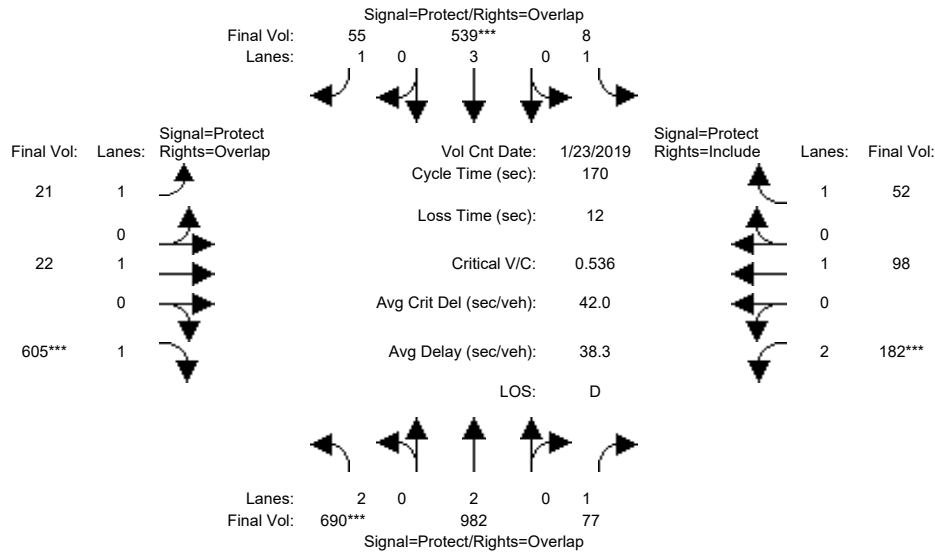 Signal=Protect/Rights=Overlap
Final Vol: 55 539*** 8
Lanes: 1 0 3 0 1
Signal=Protect Signal=Protect
Final Vol: Lanes: Rights=Overlap Vol Cnt Date: 1/23/2019 Rights=Include Lanes: Final Vol:
Cycle Time (sec): 170
21 1 1 52
Loss Time (sec): 12
0 0
22 1 Critical V/C: 0.536 1 98
0 Avg Crit Del (sec/veh): 42.0 0
605*** 1 Avg Delay (sec/veh): 38.3 2 182***
LOS: D
Lanes: 2 0 2 0 1
Final Vol: 690*** 982 77
Signal=Protect/Rights=Overlap